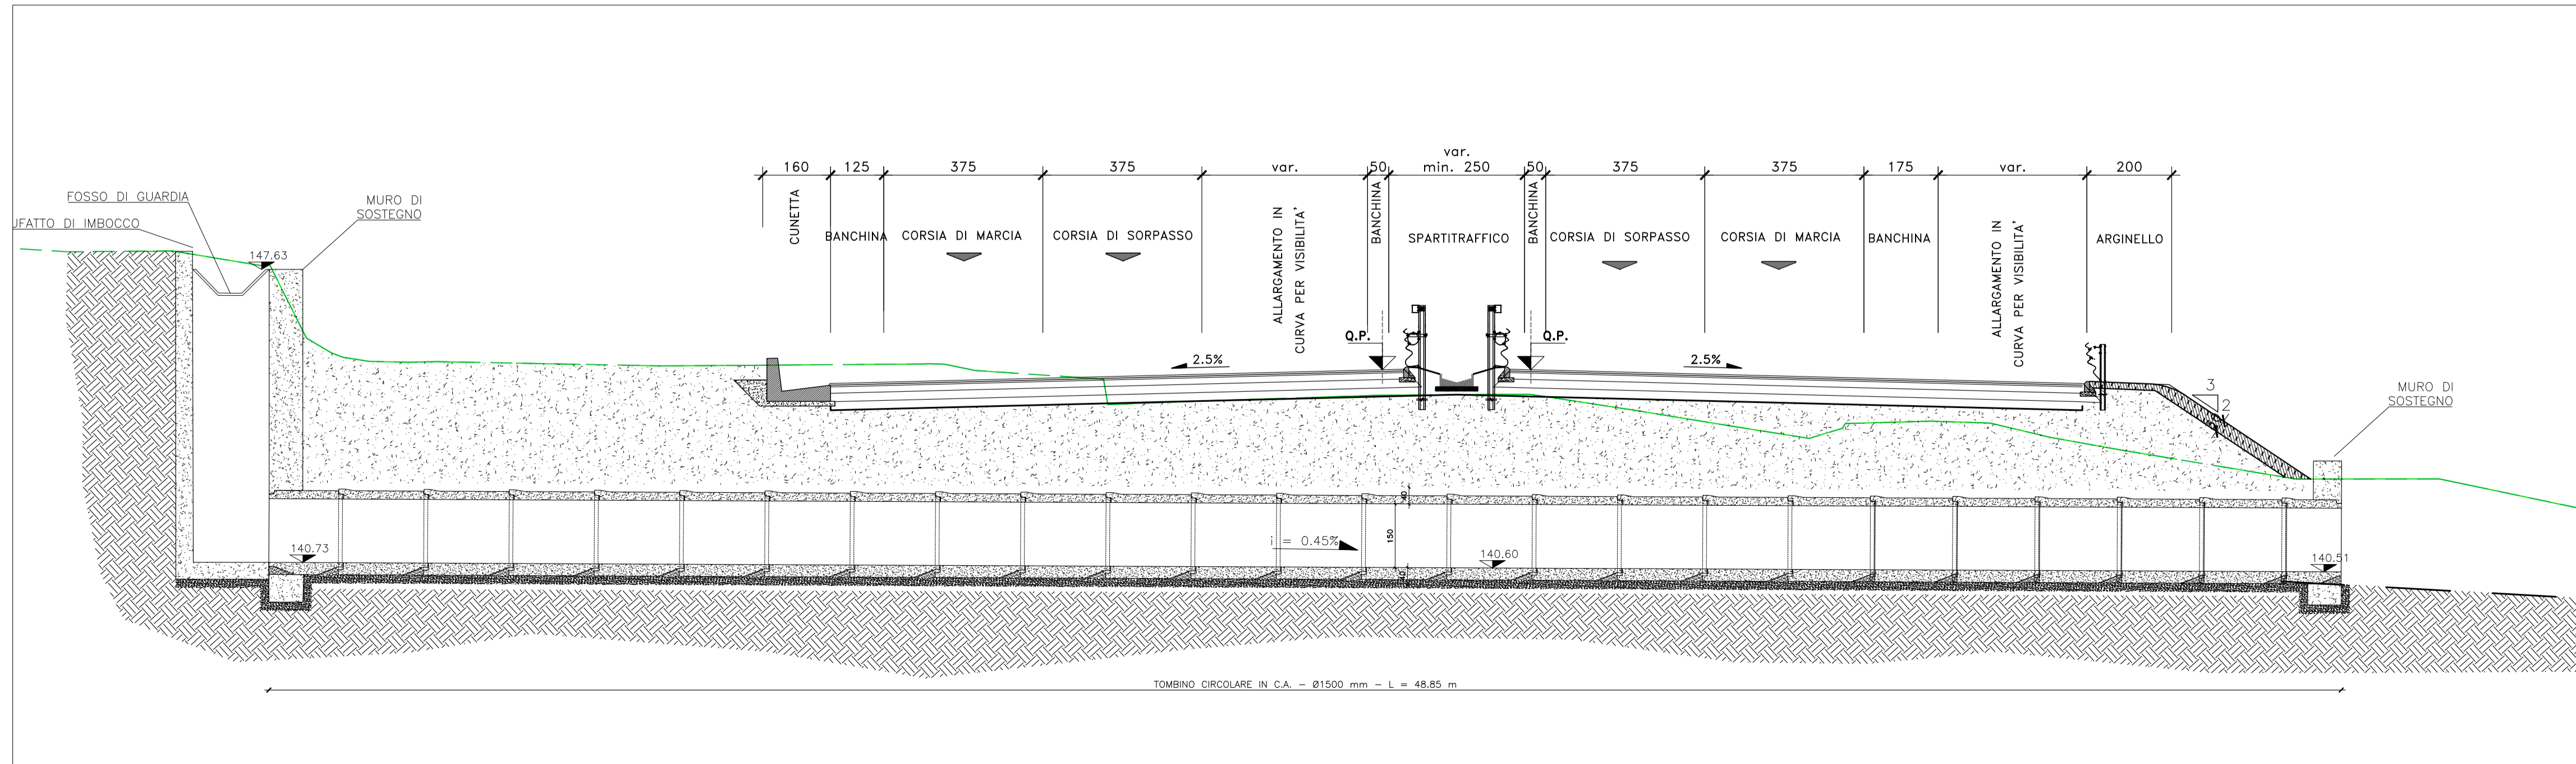 var.
160 125 375 375 var. 50 min. 250 50 375 375 175 var. 200
FOSSO DI GUARDIA
UFATTO DI IMBOCCO
MURO DI
SOSTEGNO
147.63
CUNETTA
BANCHINA
CORSIA DI MARCIA
CORSIA DI SORPASSO
ALLARGAMENTO IN
CURVA PER VISIBILITA'
BANCHINA
SPARTITRAFFICO
BANCHINA
CORSIA DI SORPASSO
CORSIA DI MARCIA
BANCHINA
ALLARGAMENTO IN
CURVA PER VISIBILITA'
ARGINELLO
Q.P.
Q.P.
2.5%
2.5%
3
2
MURO DI
SOSTEGNO
40
150
40
140.73
i = 0.45%
140.60
140.51
TOMBINO CIRCOLARE IN C.A. – Ø1500 mm – L = 48.85 m